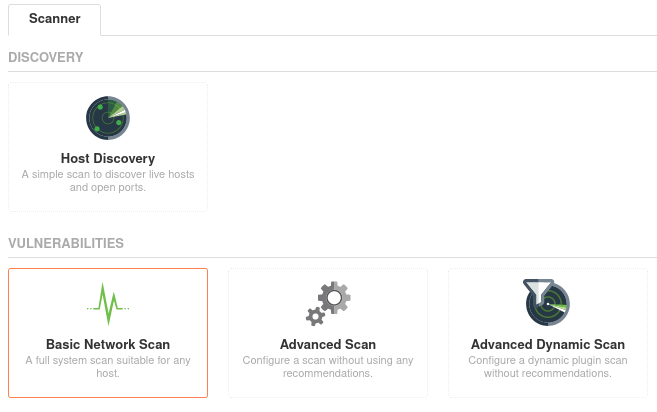 Scanner
DISCOVERY
Host Discovery
A simple scan to discover live hosts
and open ports.
VULNERABILITIES
Basic Network Scan
A full system scan suitable for any
host.
Advanced Scan
Configure a scan without using any
recommendations.
Advanced Dynamic Scan
Configure a dynamic plugin scan
without recommendations.